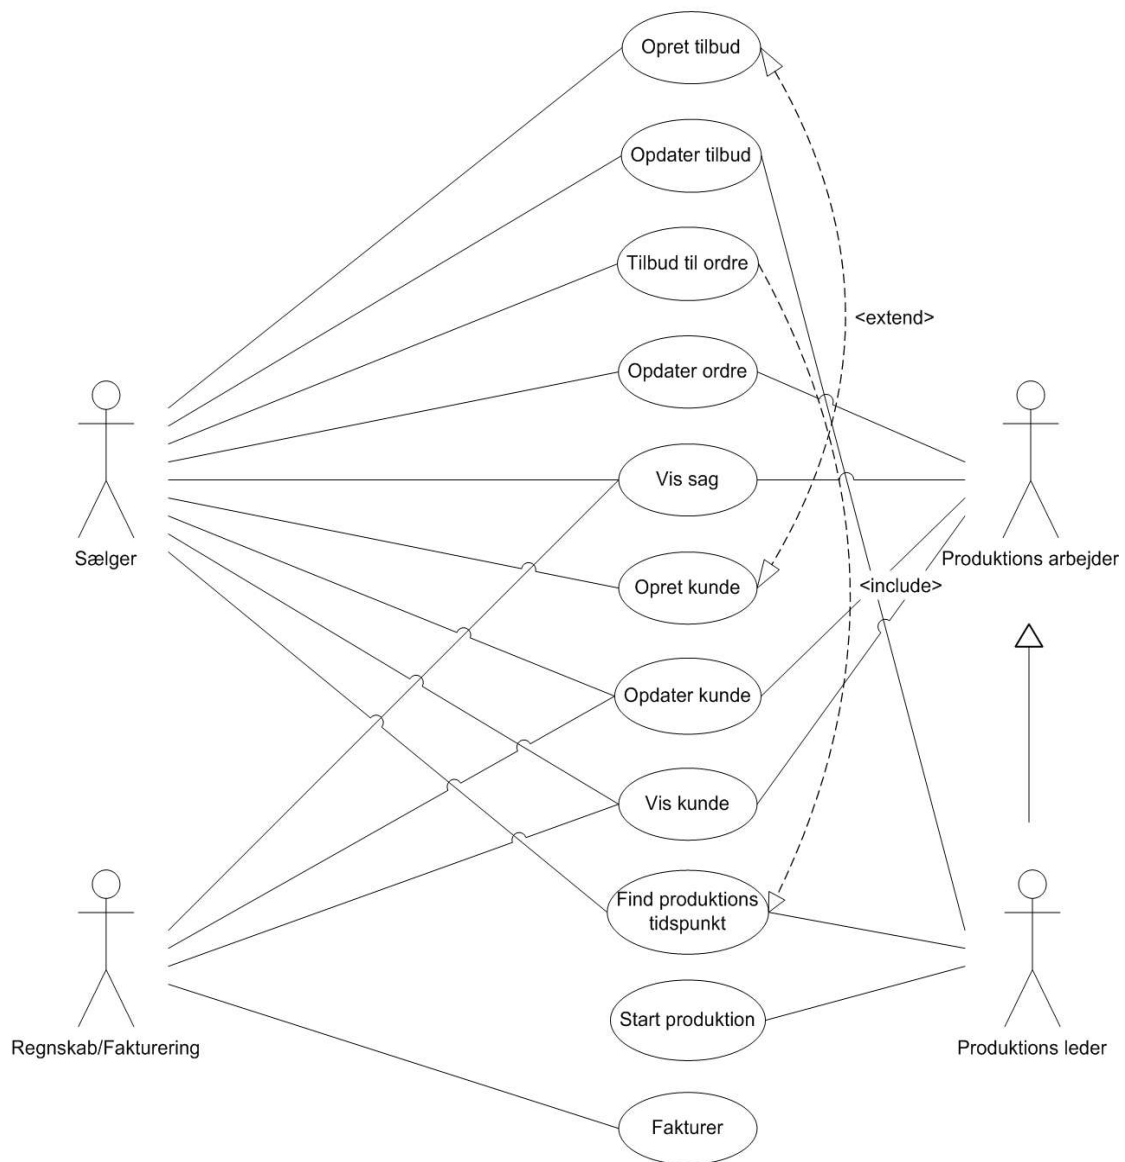 Opret tilbud
Opdater tilbud
Tilbud til ordre
<extend>
Opdater ordre
Vis sag
Sælger
Produktions arbejder
Opret kunde
<include>
Opdater kunde
Vis kunde
Find produktions
tidspunkt
Start produktion
Regnskab/Fakturering
Produktions leder
Fakturer